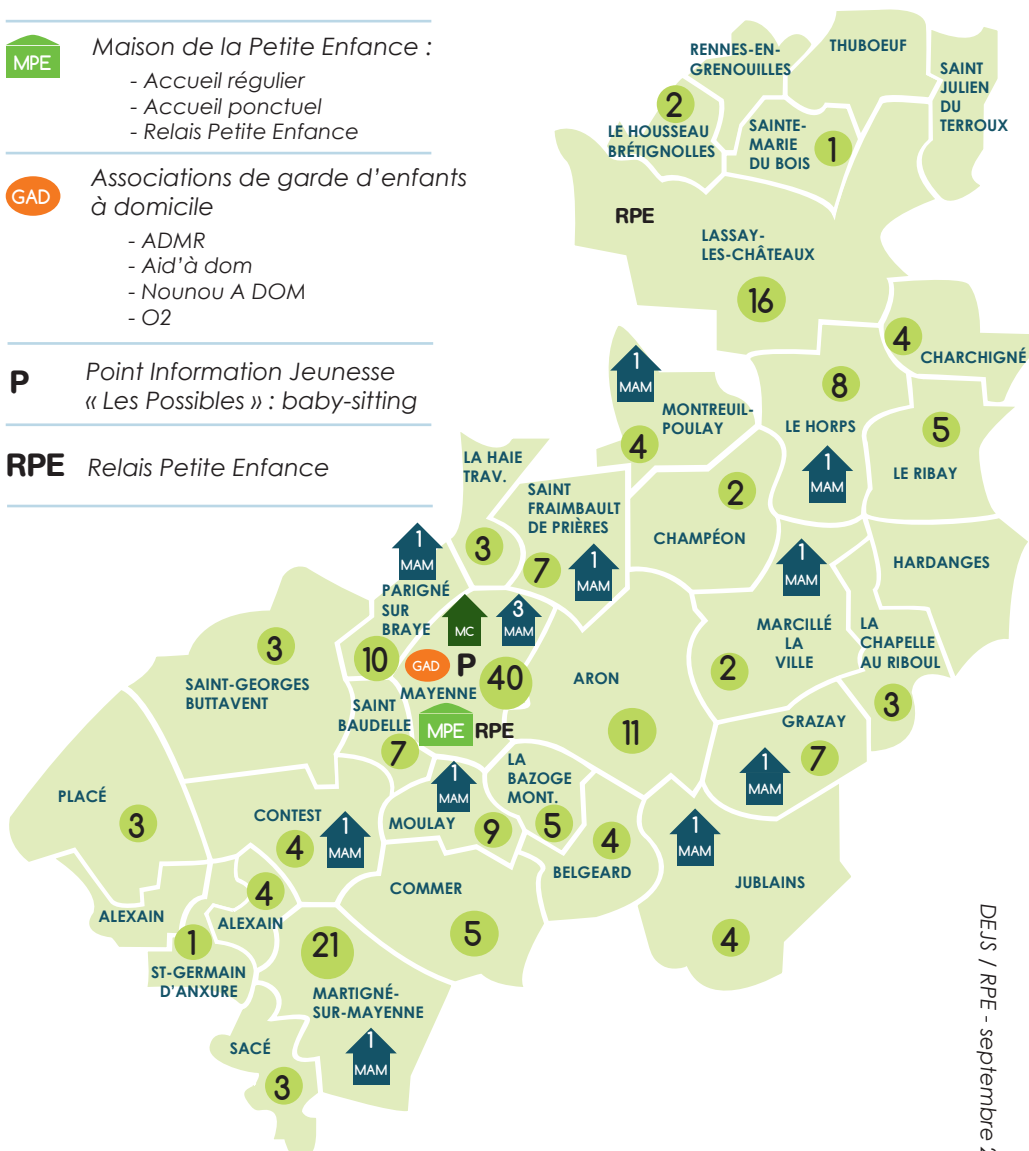 MPE
Maison de la Petite Enfance :
- Accueil régulier
- Accueil ponctuel
- Relais Petite Enfance
GAD
Associations de garde d'enfants
à domicile
- ADMR
- Aid'à dom
- Nounou A DOM
- O2
P
Point Information Jeunesse
« Les Possibles » : baby-sitting
RPE
Relais Petite Enfance
RENNES-EN-
GRENOUILLES
THUBOEUF
SAINT
JULIEN
DU
TERROUX
2
LE HOUSSEAU
BRÉTIGNOLLES
SAINTE-
MARIE
DU BOIS
1
RPE
LASSAY-
LES-CHÂTEAUX
16
4
CHARCHIGNÉ
1
MAM
MONTREUIL-
POULAY
4
8
LE HORPS
1
MAM
5
LE RIBAY
LA HAIE
TRAV.
3
SAINT
FRAIMBAULT
DE PRIÈRES
7
1
MAM
2
CHAMPÉON
HARDANGES
1
MAM
MARCILLÉ
LA
VILLE
2
LA
CHAPELLE
AU RIBOUL
3
1
MAM
PARIGNÉ
SUR
BRAYE
10
MC
3
MAM
GAD
P
40
MAYENNE
MPE
RPE
3
SAINT-GEORGES
BUTTAVENT
SAINT
BAUDELLE
7
ARON
11
GRAZAY
7
1
MAM
PLACÉ
3
CONTEST
4
1
MAM
1
MAM
MOULAY
9
LA
BAZOGE
MONT.
5
4
BELGEARD
1
MAM
JUBLAINS
4
COMMER
5
ALEXAIN
4
ALEXAIN
1
ST-GERMAIN
D'ANXURE
21
MARTIGNÉ-
SUR-MAYENNE
1
MAM
SACÉ
3
DEJS / RPE - septembre